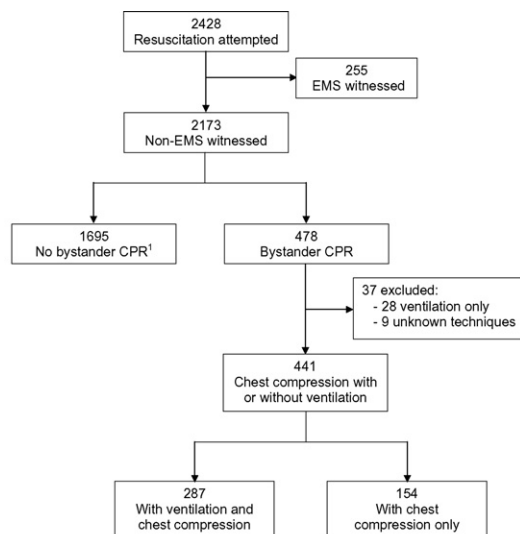 2428
Resuscitation attempted
255
EMS witnessed
2173
Non-EMS witnessed
1695
No bystander CPR¹
478
Bystander CPR
37 excluded:
- 28 ventilation only
- 9 unknown techniques
441
Chest compression with
or without ventilation
287
With ventilation and
chest compression
154
With chest
compression only